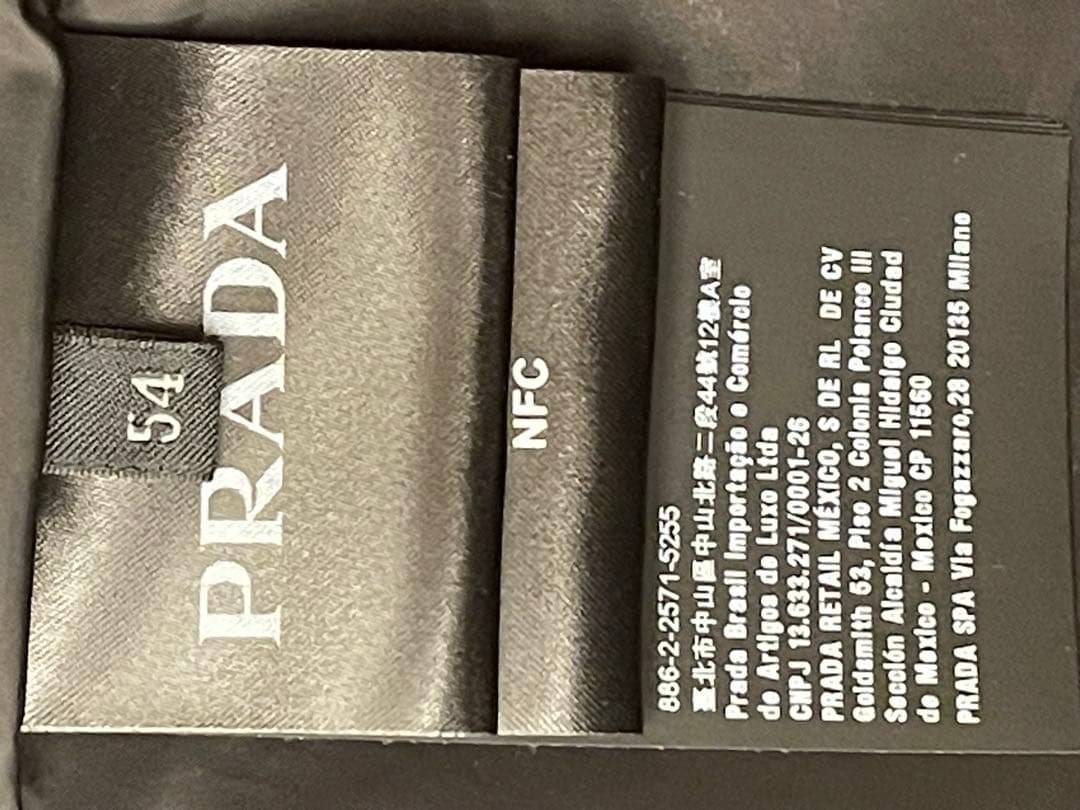 54
PRADA
NFC
886-2-2571-5255
臺北市中山區中山北路二段44號12樓A室
Prada Brasil Importação e Comércio
de Artigos de Luxo Ltda
CNPJ 13.633.271/0001-26
PRADA RETAIL MÉXICO, S DE RL DE CV
Goldsmith 53, Piso 2 Colonia Polanco III
Sección Alcaldía Miguel Hidalgo Ciudad
de Mexico - Mexico CP 11560
PRADA SPA Via Fogazzaro,28 20135 Milano